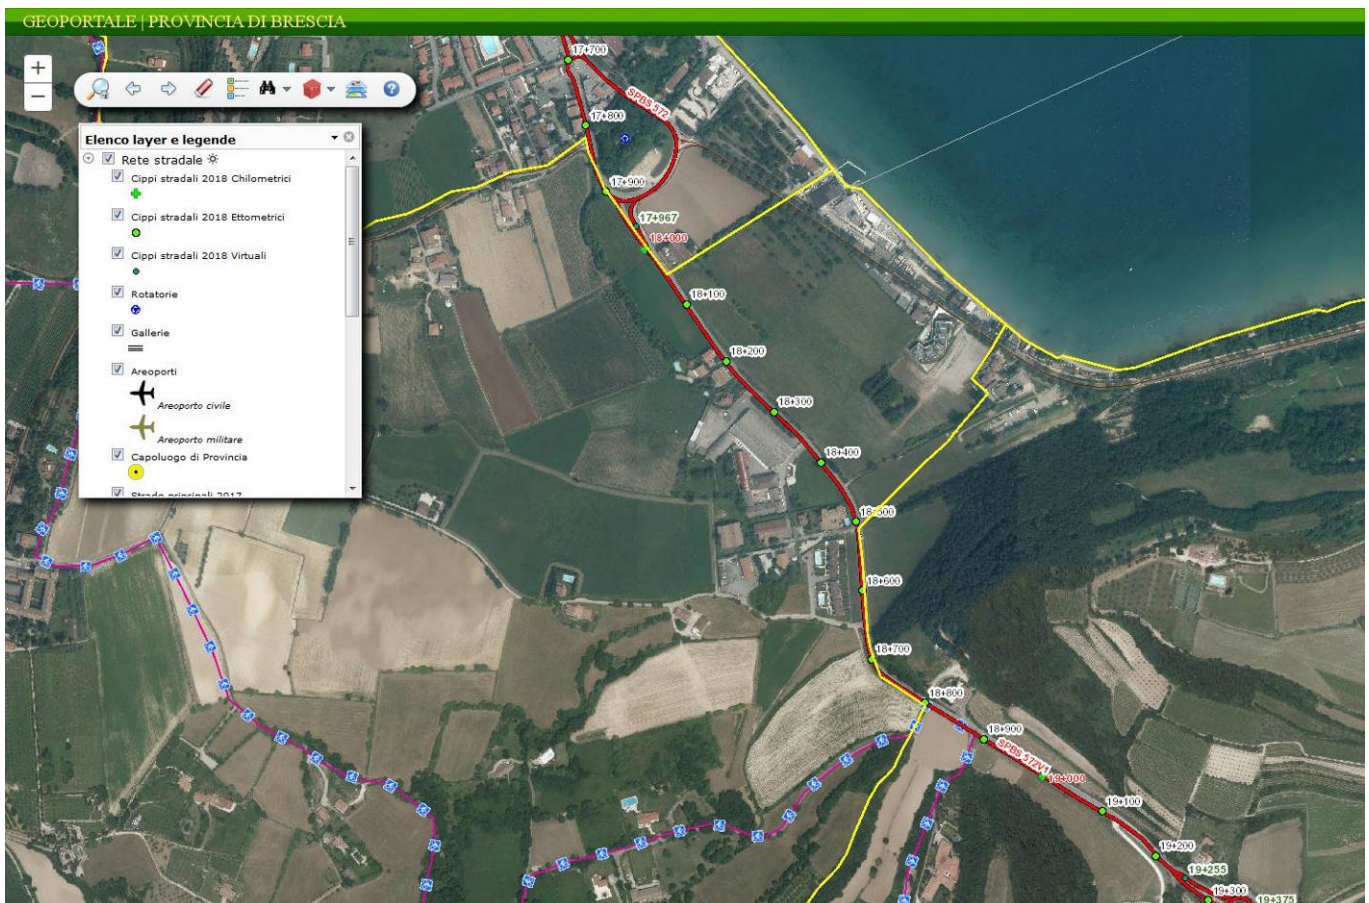 GEOPORTALE | PROVINCIA DI BRESCIA
+
−
Elenco layer e legende
Rete stradale
Cippi stradali 2018 Chilometrici
Cippi stradali 2018 Ettometrici
Cippi stradali 2018 Virtuali
Rotatorie
Gallerie
Areoporti
Areoporto civile
Areoporto militare
Capoluogo di Provincia
Strade principali 2017
17+700
SPBS 572
17+800
17+900
17+967
18+000
18+100
18+200
18+300
18+400
18+500
18+600
18+700
18+800
18+900
SPBS 572V1
19+000
19+100
19+200
19+255
19+300
19+375